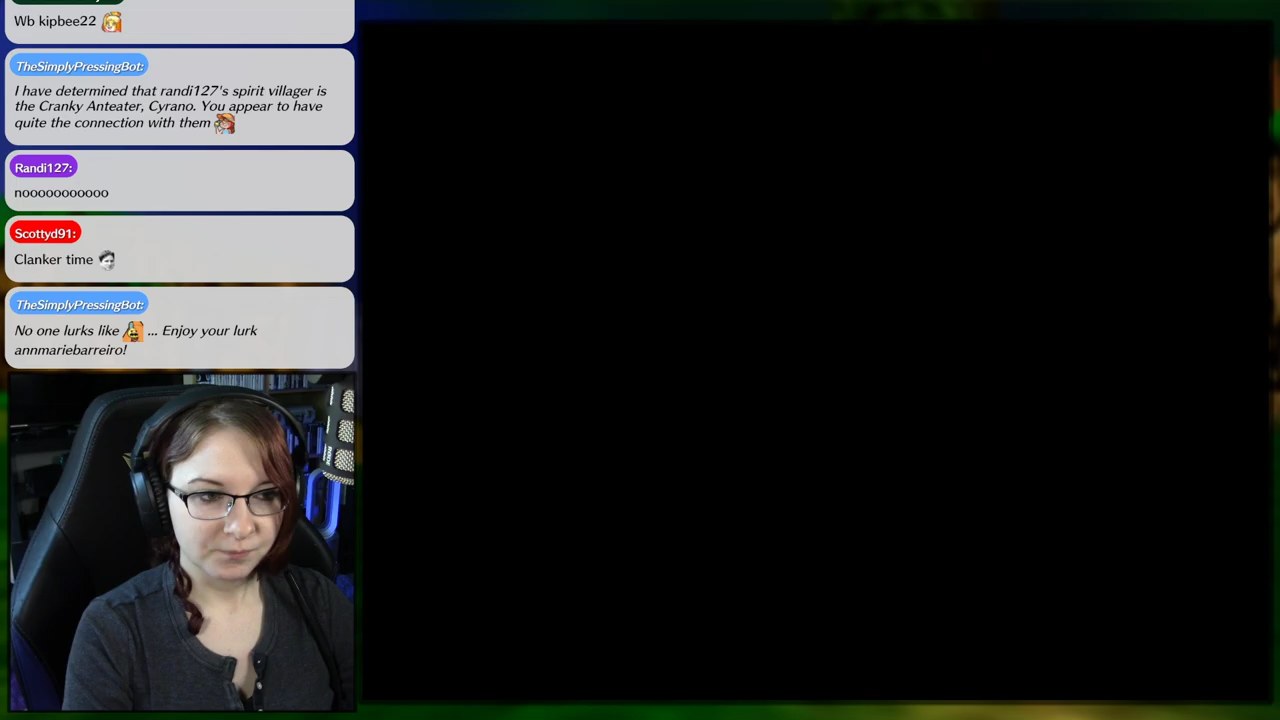 Wb kipbee22
TheSimplyPressingBot:
I have determined that randi127's spirit villager is
the Cranky Anteater, Cyrano. You appear to have
quite the connection with them
Randi127:
nooooooooooo
Scottyd91:
Clanker time
TheSimplyPressingBot:
No one lurks like ... Enjoy your lurk
annmariebarreiro!